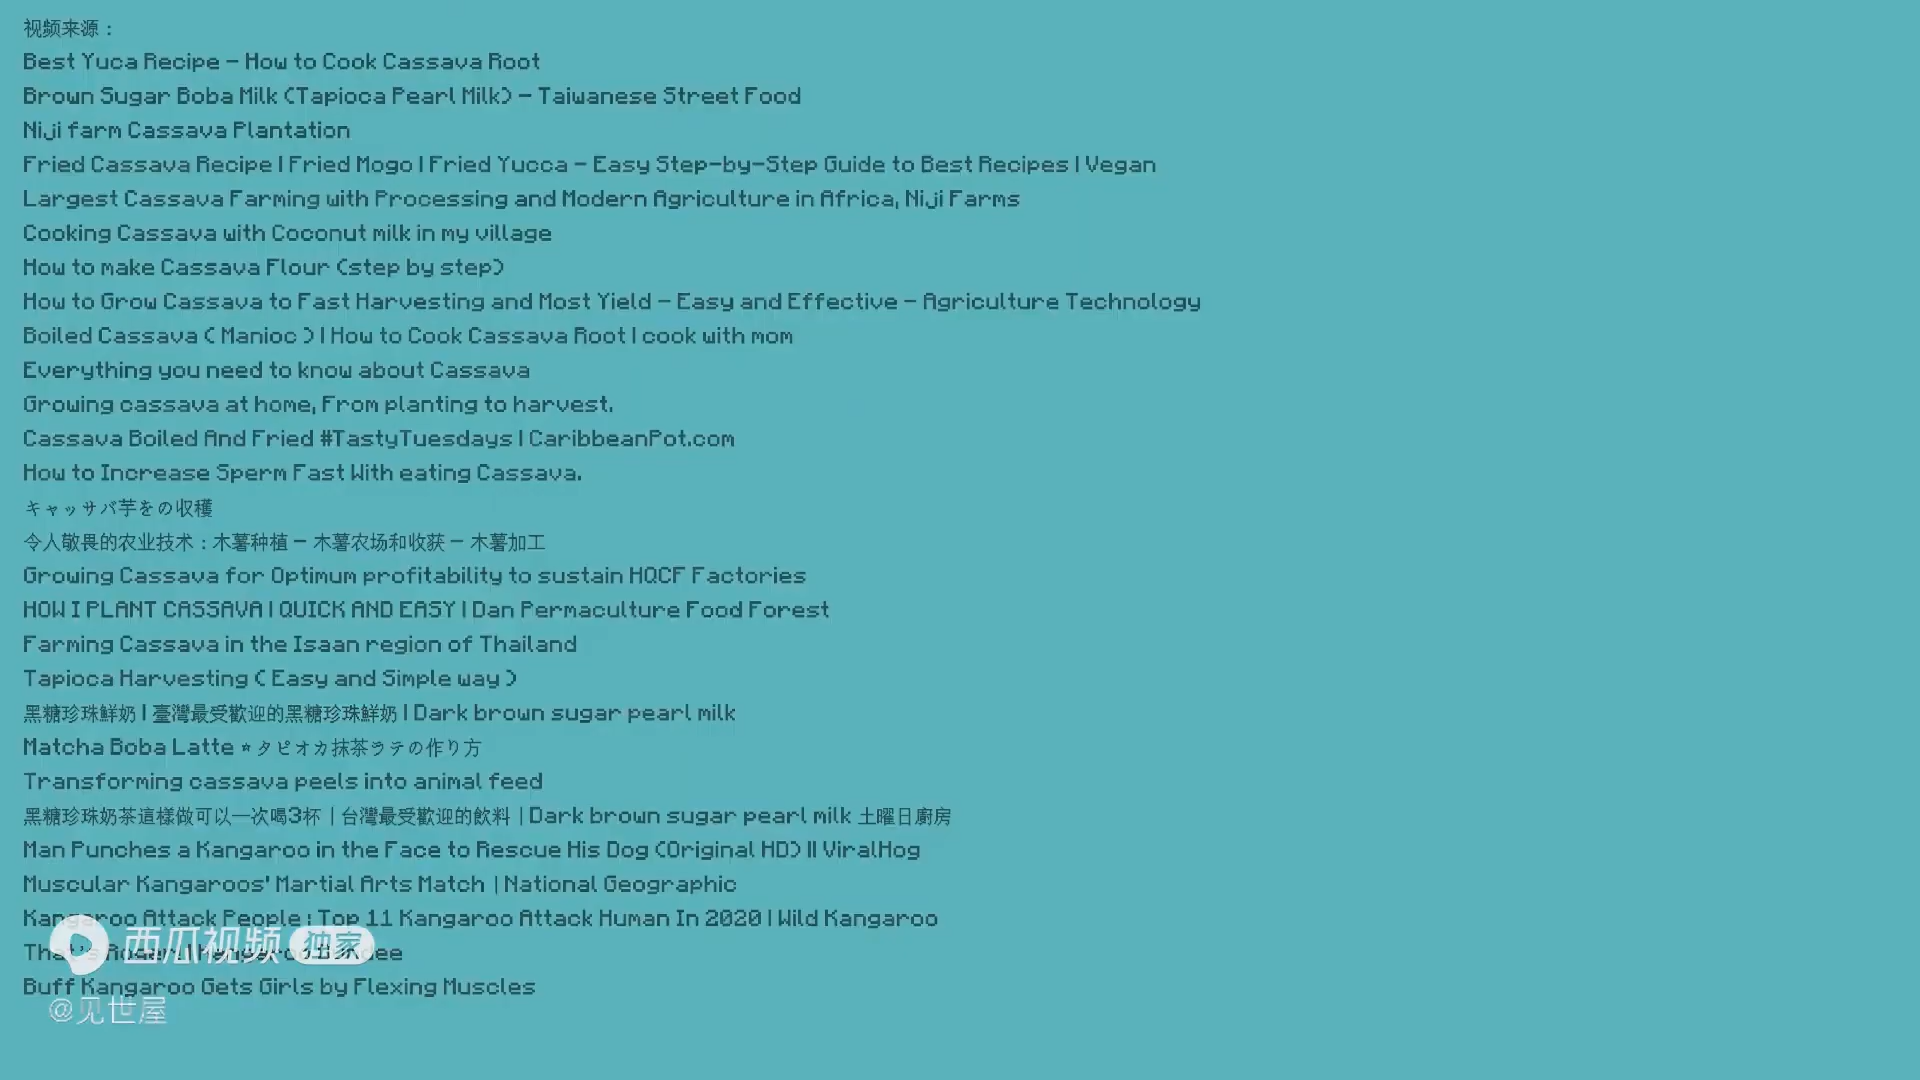 视频来源：
Best Yuca Recipe - How to Cook Cassava Root
Brown Sugar Boba Milk (Tapioca Pearl Milk) - Taiwanese Street Food
Niji farm Cassava Plantation
Fried Cassava Recipe | Fried Mogo | Fried Yucca - Easy Step-by-Step Guide to Best Recipes | Vegan
Largest Cassava Farming with Processing and Modern Agriculture in Africa, Niji Farms
Cooking Cassava with Coconut milk in my village
How to make Cassava Flour (step by step)
How to Grow Cassava to Fast Harvesting and Most Yield - Easy and Effective - Agriculture Technology
Boiled Cassava ( Manioc ) | How to Cook Cassava Root | cook with mom
Everything you need to know about Cassava
Growing cassava at home, From planting to harvest.
Cassava Boiled And Fried #TastyTuesdays | CaribbeanPot.com
How to Increase Sperm Fast With eating Cassava.
キャッサバ芋をの収穫
令人敬畏的农业技术：木薯种植 - 木薯农场和收获 - 木薯加工
Growing Cassava for Optimum profitability to sustain HQCF Factories
HOW I PLANT CASSAVA | QUICK AND EASY | Dan Permaculture Food Forest
Farming Cassava in the Isaan region of Thailand
Tapioca Harvesting ( Easy and Simple way )
黑糖珍珠鮮奶 | 臺灣最受歡迎的黑糖珍珠鮮奶 | Dark brown sugar pearl milk
Matcha Boba Latte ☆タピオカ抹茶ラテの作り方
Transforming cassava peels into animal feed
黑糖珍珠奶茶這樣做可以一次喝3杯 | 台灣最受歡迎的飲料 | Dark brown sugar pearl milk 土曜日廚房
Man Punches a Kangaroo in the Face to Rescue His Dog (Original HD) || ViralHog
Muscular Kangaroos' Martial Arts Match | National Geographic
Kangaroo Attack People : Top 11 Kangaroo Attack Human In 2020 | Wild Kangaroo
That's Roger! | Kangaroo Dundee
西瓜视频 独家
Buff Kangaroo Gets Girls by Flexing Muscles
@见世屋